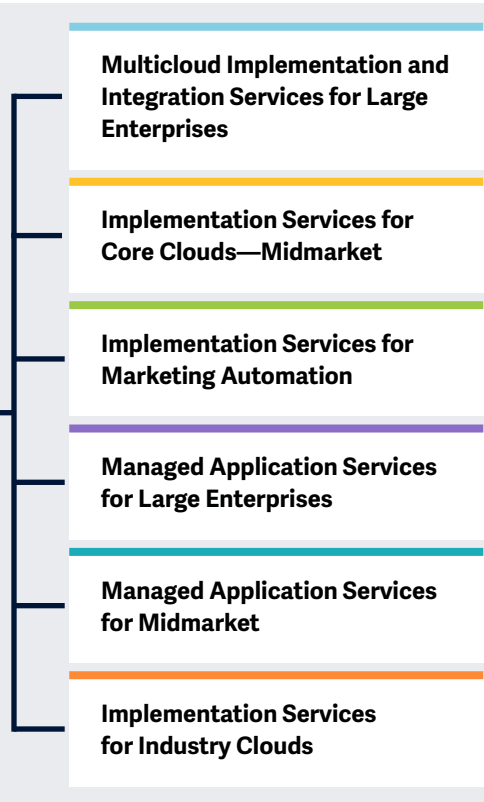 Multicloud Implementation and
Integration Services for Large
Enterprises
Implementation Services for
Core Clouds—Midmarket
Implementation Services for
Marketing Automation
Managed Application Services
for Large Enterprises
Managed Application Services
for Midmarket
Implementation Services
for Industry Clouds